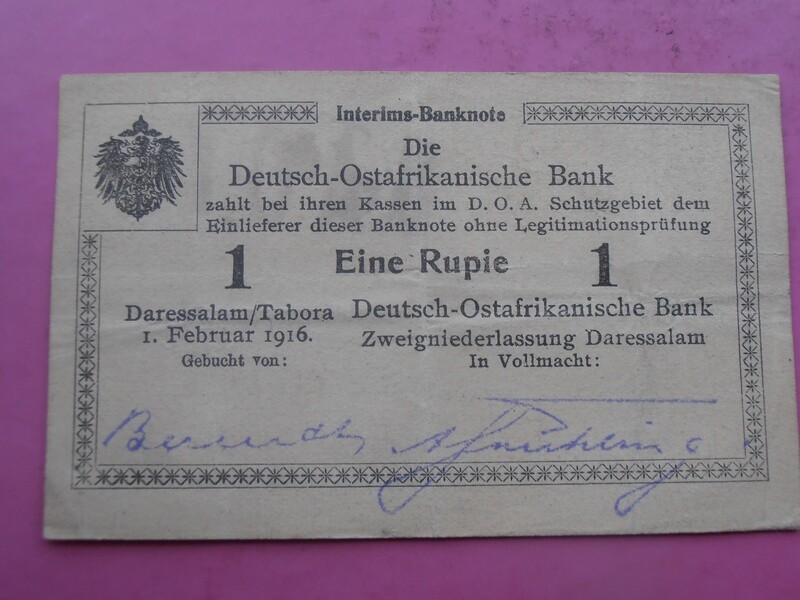 Interims-Banknote
Die
Deutsch-Ostafrikanische Bank
zahlt bei ihren Kassen im D. O. A. Schutzgebiet dem
Einlieferer dieser Banknote ohne Legitimationsprüfung
1 Eine Rupie 1
Daressalam/Tabora
1. Februar 1916.
Gebucht von:
Deutsch-Ostafrikanische Bank
Zweigniederlassung Daressalam
In Vollmacht: